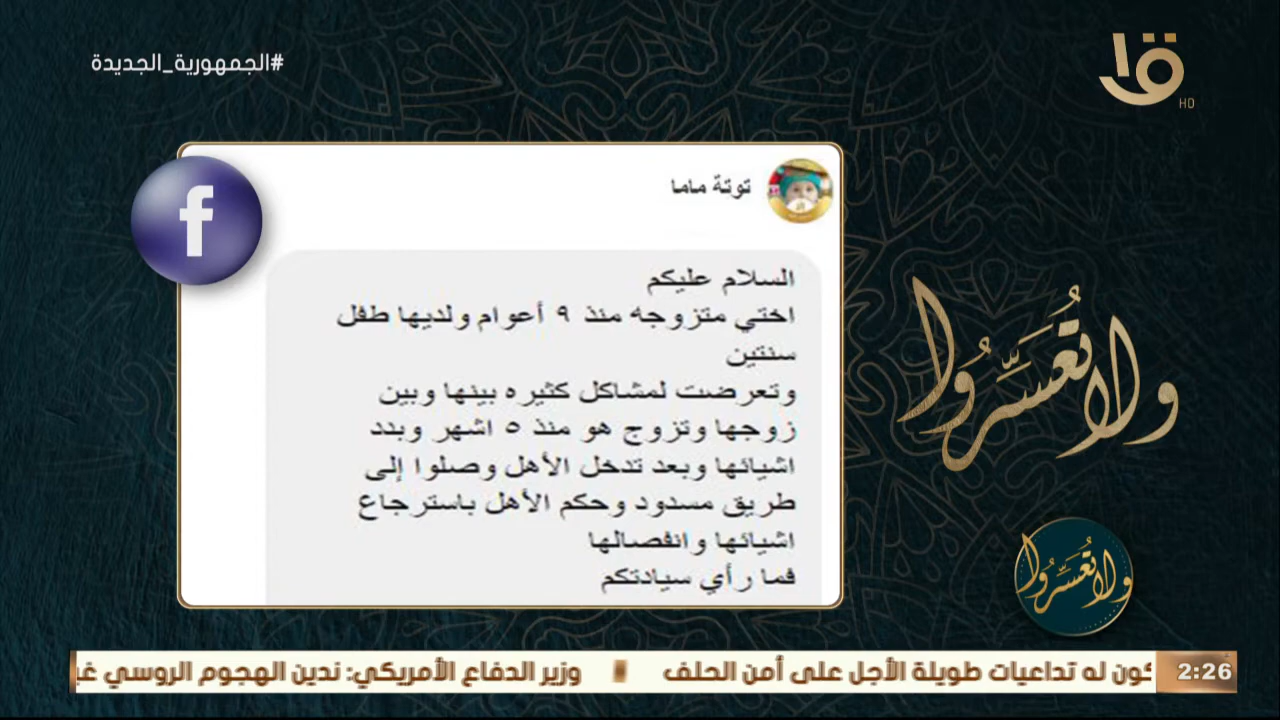 #الجمهورية_الجديدة
HD
توتة ماما
السلام عليكم
اختي متزوجه منذ ٩ أعوام ولديها طفل
سنتين
وتعرضت لمشاكل كثيره بينها وبين
زوجها وتزوج هو منذ ٥ اشهر وبدد
اشيائها وبعد تدخل الأهل وصلوا إلى
طريق مسدود وحكم الأهل باسترجاع
اشيائها وانفصالها
فما رأي سيادتكم
ولا تُعَسِّرُوا
ولا تُعَسِّرُوا
2:26
كون له تداعيات طويلة الأجل على أمن الحلف
وزير الدفاع الأمريكي: ندين الهجوم الروسي غي